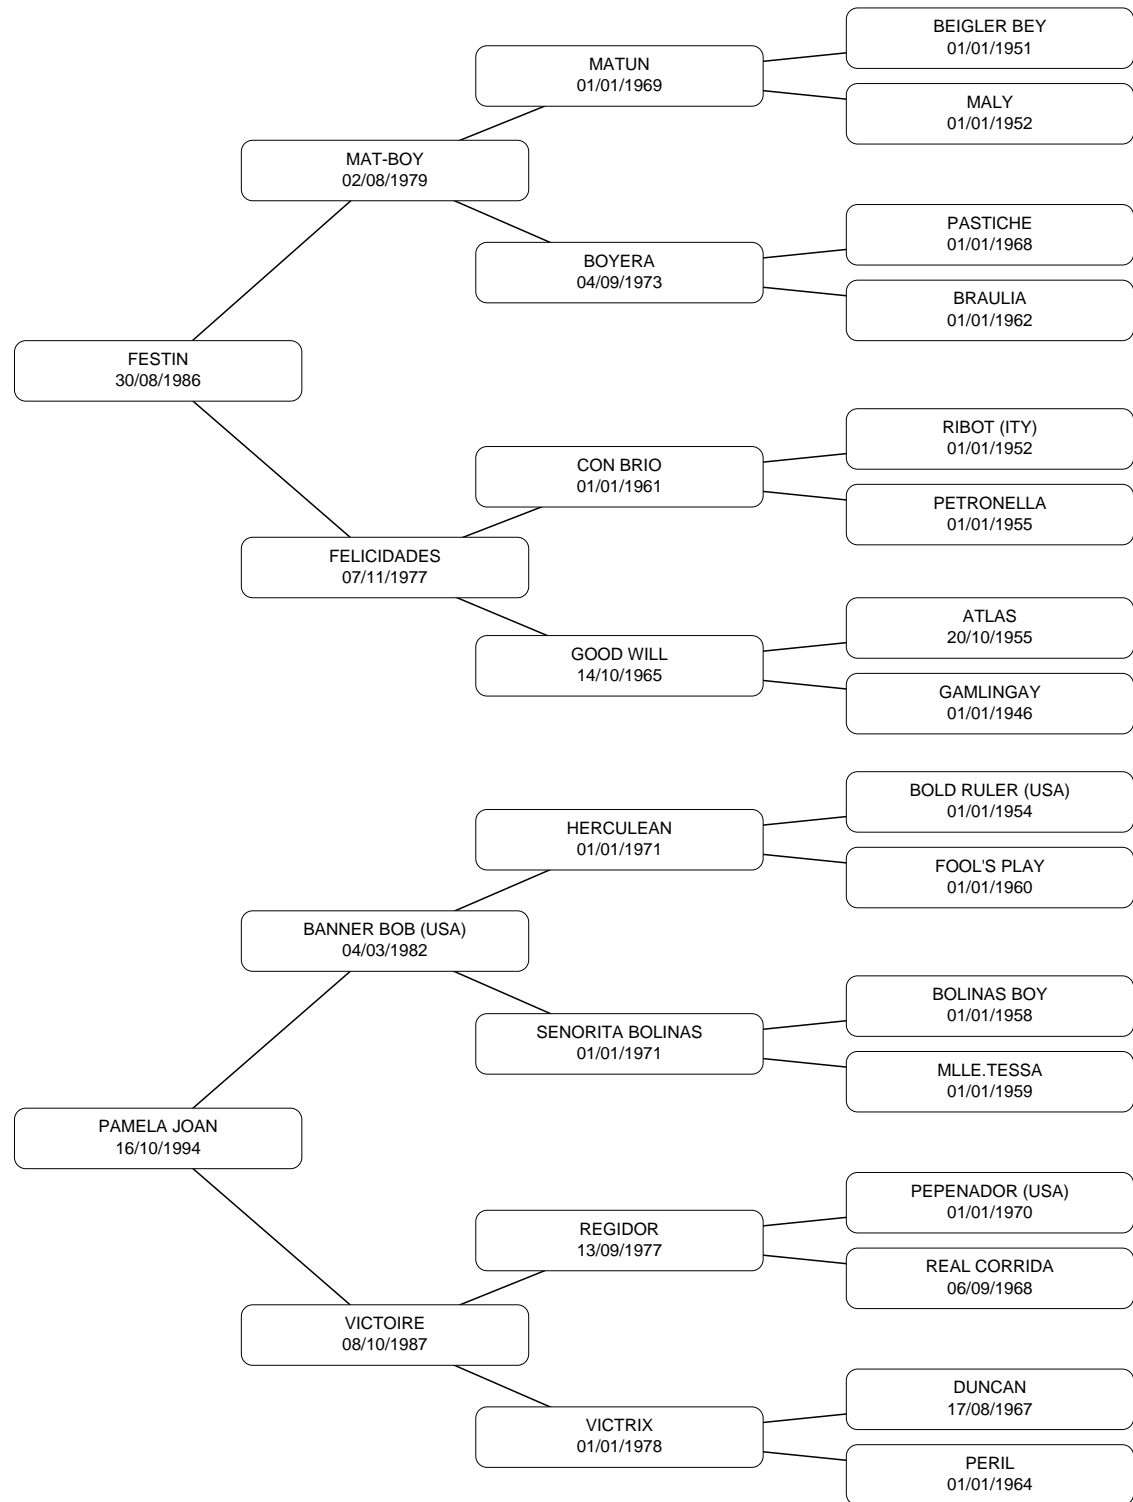 BEIGLER BEY
01/01/1951
MATUN
01/01/1969
MALY
01/01/1952
MAT-BOY
02/08/1979
PASTICHE
01/01/1968
BOYERA
04/09/1973
BRAULIA
01/01/1962
FESTIN
30/08/1986
RIBOT (ITY)
01/01/1952
CON BRIO
01/01/1961
PETRONELLA
01/01/1955
FELICIDADES
07/11/1977
ATLAS
20/10/1955
GOOD WILL
14/10/1965
GAMLINGAY
01/01/1946
BOLD RULER (USA)
01/01/1954
HERCULEAN
01/01/1971
FOOL'S PLAY
01/01/1960
BANNER BOB (USA)
04/03/1982
BOLINAS BOY
01/01/1958
SENORITA BOLINAS
01/01/1971
MLLE.TESSA
01/01/1959
PAMELA JOAN
16/10/1994
PEPENADOR (USA)
01/01/1970
REGIDOR
13/09/1977
REAL CORRIDA
06/09/1968
VICTOIRE
08/10/1987
DUNCAN
17/08/1967
VICTRIX
01/01/1978
PERIL
01/01/1964